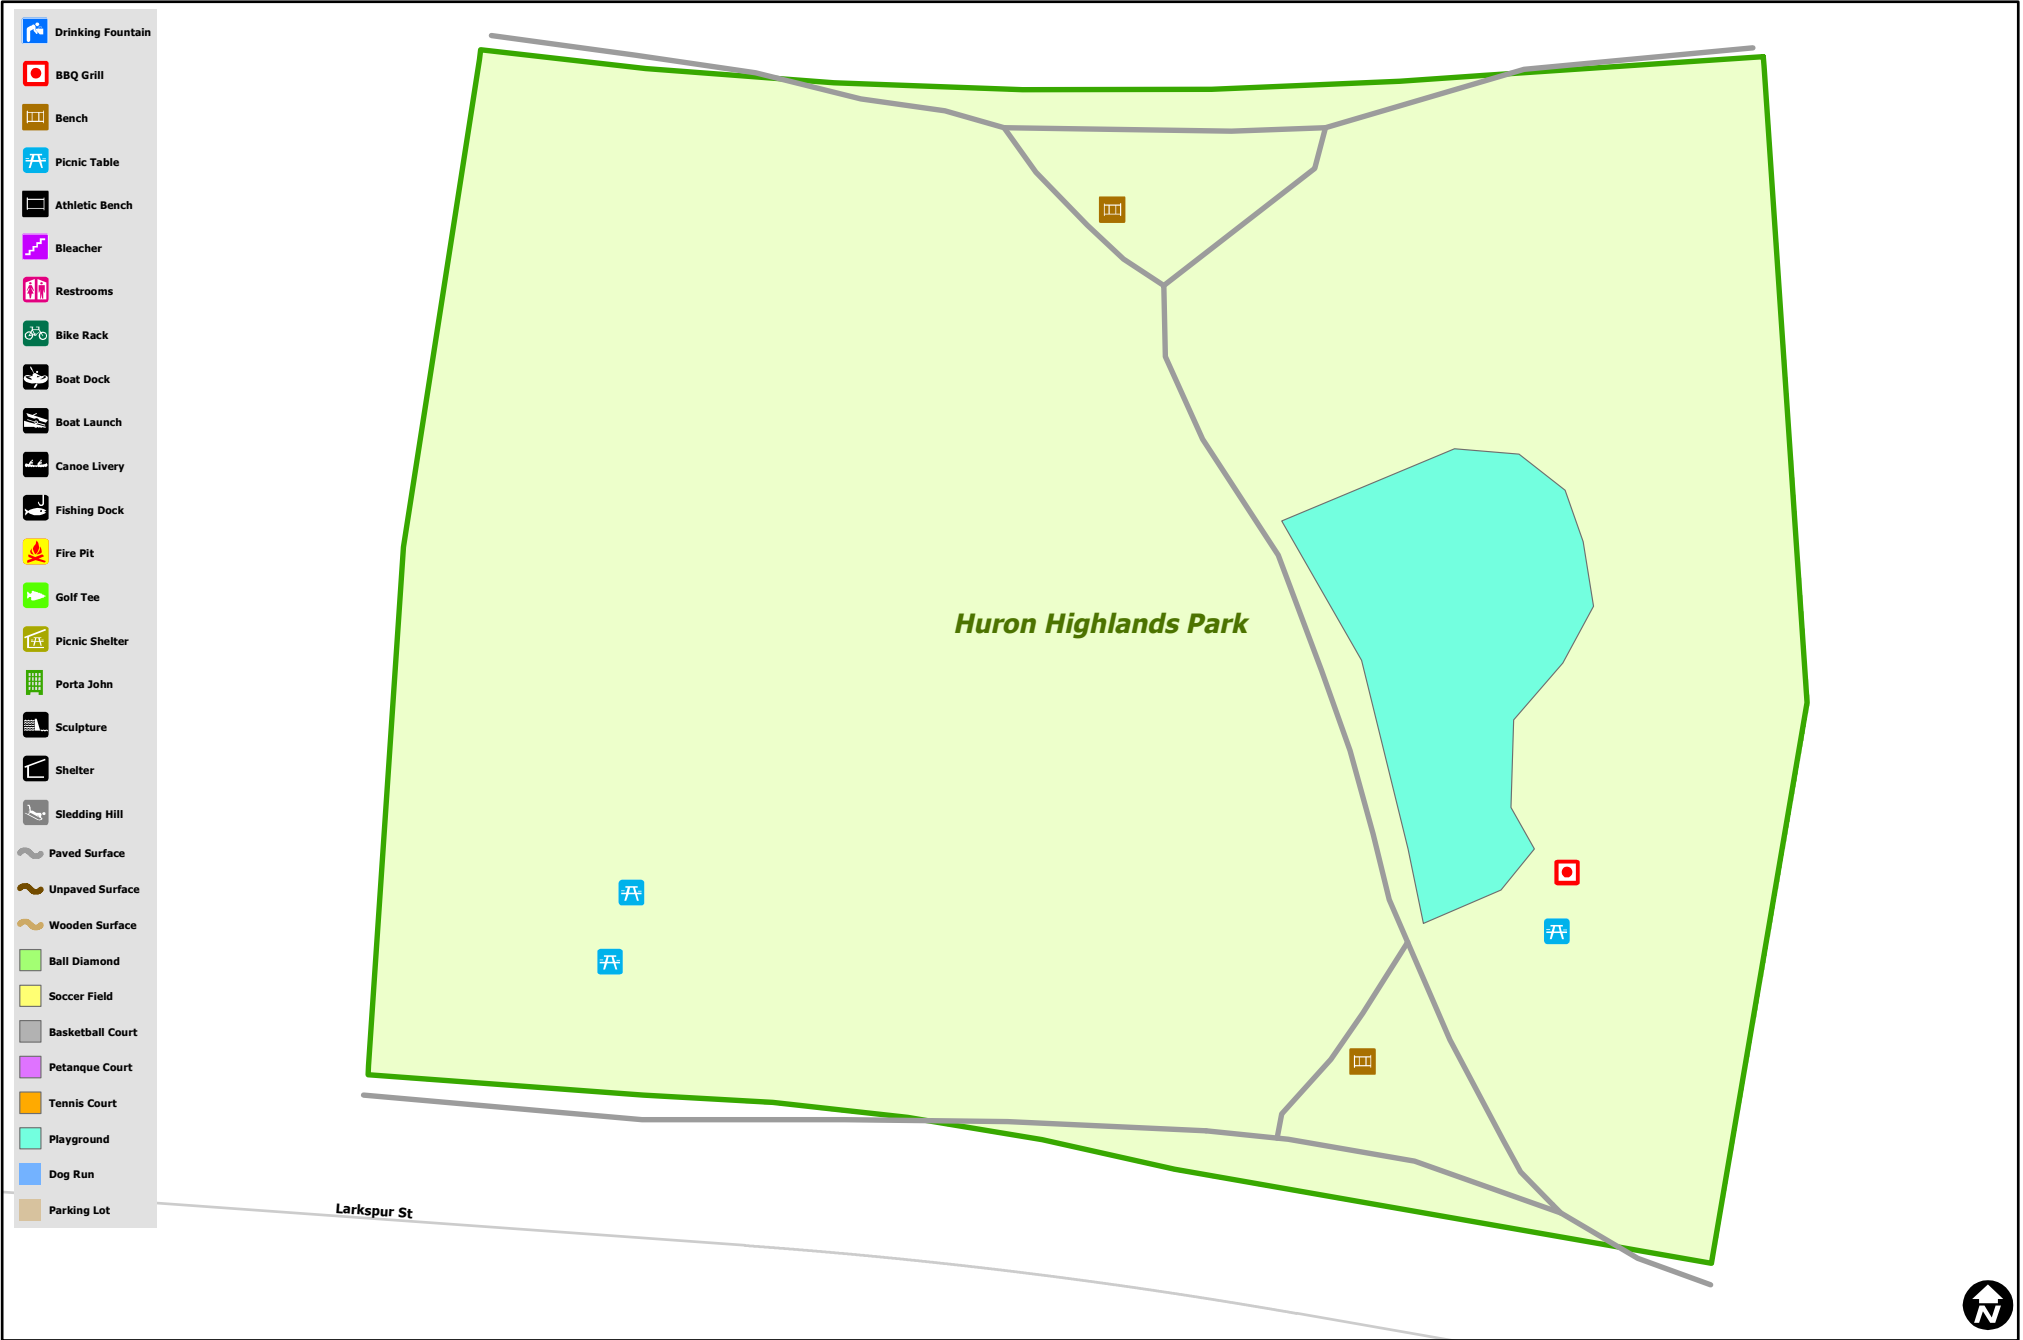 Drinking Fountain
BBQ Grill
Bench
Picnic Table
Athletic Bench
Bleacher
Restrooms
Bike Rack
Boat Dock
Boat Launch
Canoe Livery
Fishing Dock
Fire Pit
Golf Tee
Picnic Shelter
Porta John
Sculpture
Shelter
Sledding Hill
Paved Surface
Unpaved Surface
Wooden Surface
Ball Diamond
Soccer Field
Basketball Court
Petanque Court
Tennis Court
Playground
Dog Run
Parking Lot
Huron Highlands Park
Larkspur St
N